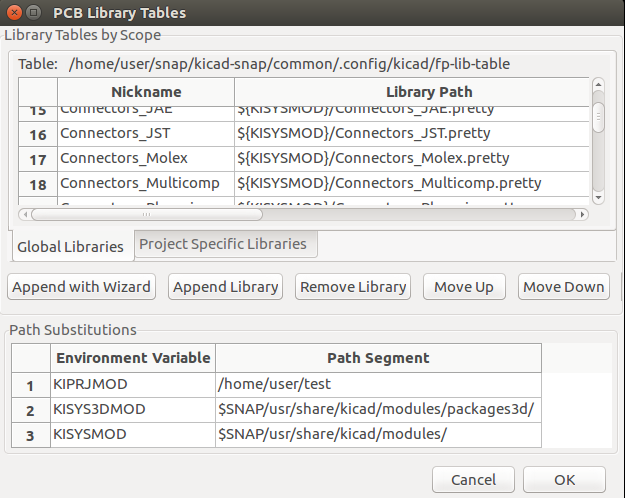 PCB Library Tables
Library Tables by Scope
Table: /home/user/snap/kicad-snap/common/.config/kicad/fp-lib-table
Nickname Library Path
15 Connectors_JAE ${KISYSMOD}/Connectors_JAE.pretty
16 Connectors_JST ${KISYSMOD}/Connectors_JST.pretty
17 Connectors_Molex ${KISYSMOD}/Connectors_Molex.pretty
18 Connectors_Multicomp ${KISYSMOD}/Connectors_Multicomp.pretty
Global Libraries Project Specific Libraries
Append with Wizard Append Library Remove Library Move Up Move Down
Path Substitutions
Environment Variable Path Segment
1 KIPRJMOD /home/user/test
2 KISYS3DMOD $SNAP/usr/share/kicad/modules/packages3d/
3 KISYSMOD $SNAP/usr/share/kicad/modules/
Cancel OK